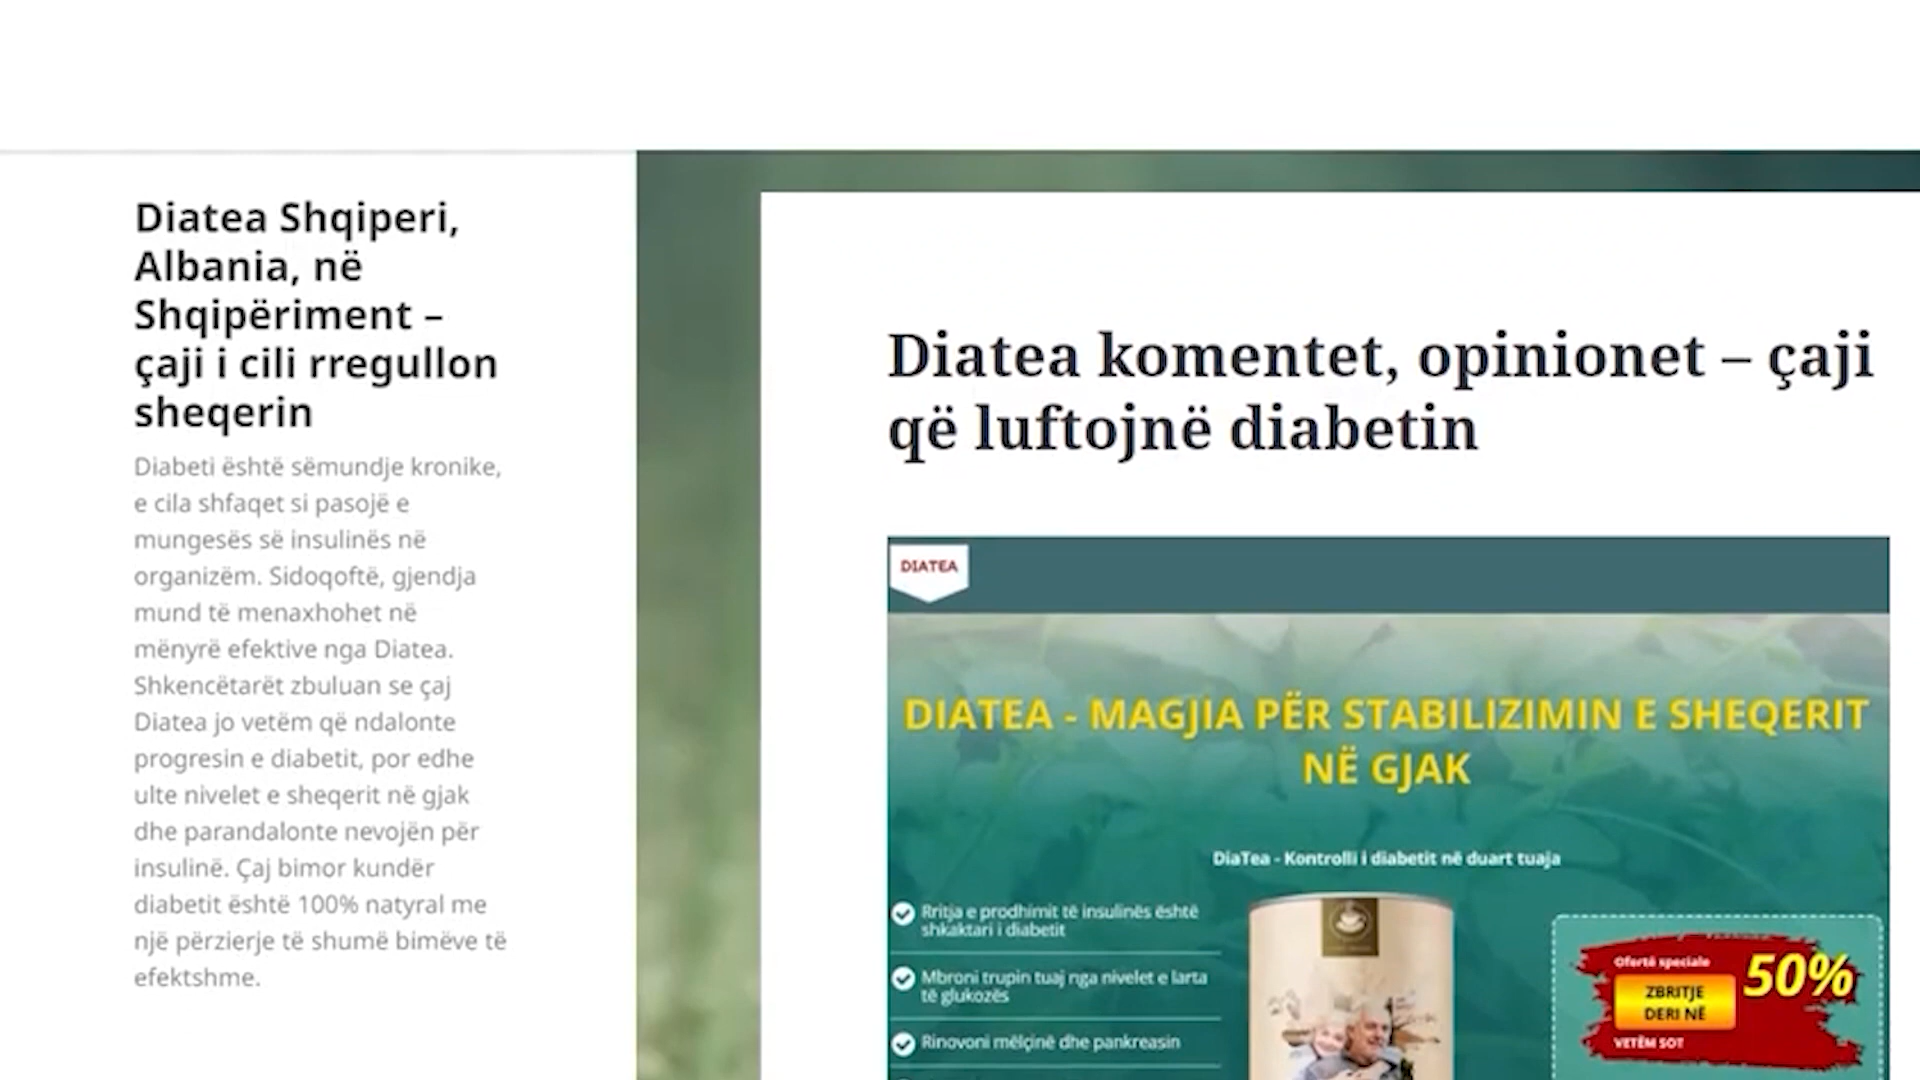 Diatea Shqiperi,
Albania, në
Shqipëriment –
çaji i cili rregullon
sheqerin
Diabeti është sëmundje kronike,
e cila shfaqet si pasojë e
mungesës së insulinës në
organizëm. Sidoqoftë, gjendja
mund të menaxhohet në
mënyrë efektive nga Diatea.
Shkencëtarët zbuluan se çaj
Diatea jo vetëm që ndalonte
progresin e diabetit, por edhe
ulte nivelet e sheqerit në gjak
dhe parandalonte nevojën për
insulinë. Çaj bimor kundër
diabetit është 100% natyral me
një përzierje të shumë bimëve të
efektshme.
Diatea komentet, opinionet – çaji
që luftojnë diabetin
DIATEA
DIATEA - MAGJIA PËR STABILIZIMIN E SHEQERIT
NË GJAK
DiaTea - Kontrolli i diabetit në duart tuaja
Rritja e prodhimit të insulinës është
shkaktari i diabetit
Mbroni trupin tuaj nga nivelet e larta
të glukozës
Rinovoni mëlçinë dhe pankreasin
Ofertë speciale
50%
ZBRITJE
DERI NË
VETËM SOT